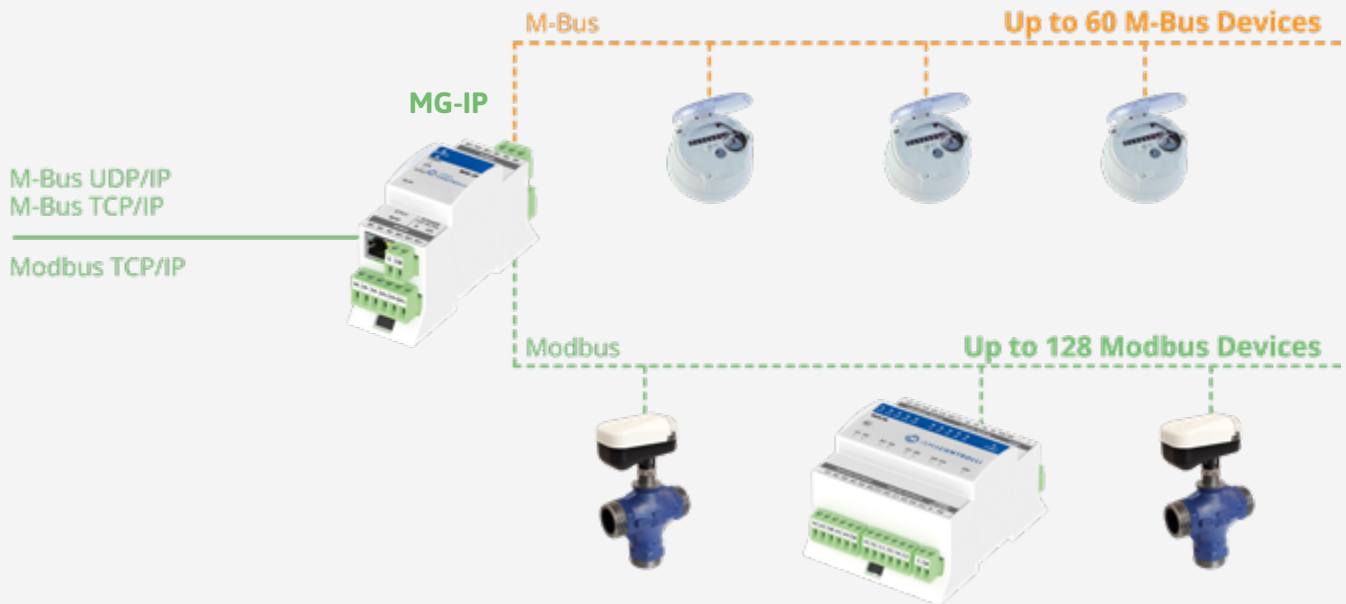 M-Bus
Up to 60 M-Bus Devices
MG-IP
M-Bus UDP/IP
M-Bus TCP/IP
Modbus TCP/IP
Modbus
Up to 128 Modbus Devices